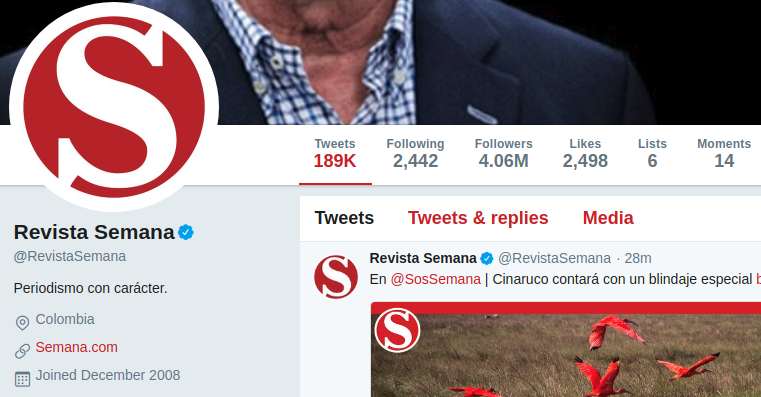 S
Tweets Following Followers Likes Lists Moments
189K 2,442 4.06M 2,498 6 14
Revista Semana
@RevistaSemana
Periodismo con carácter.
Colombia
Semana.com
Joined December 2008
Tweets Tweets & replies Media
S
Revista Semana @RevistaSemana · 28m
En @SosSemana | Cinaruco contará con un blindaje especial
S